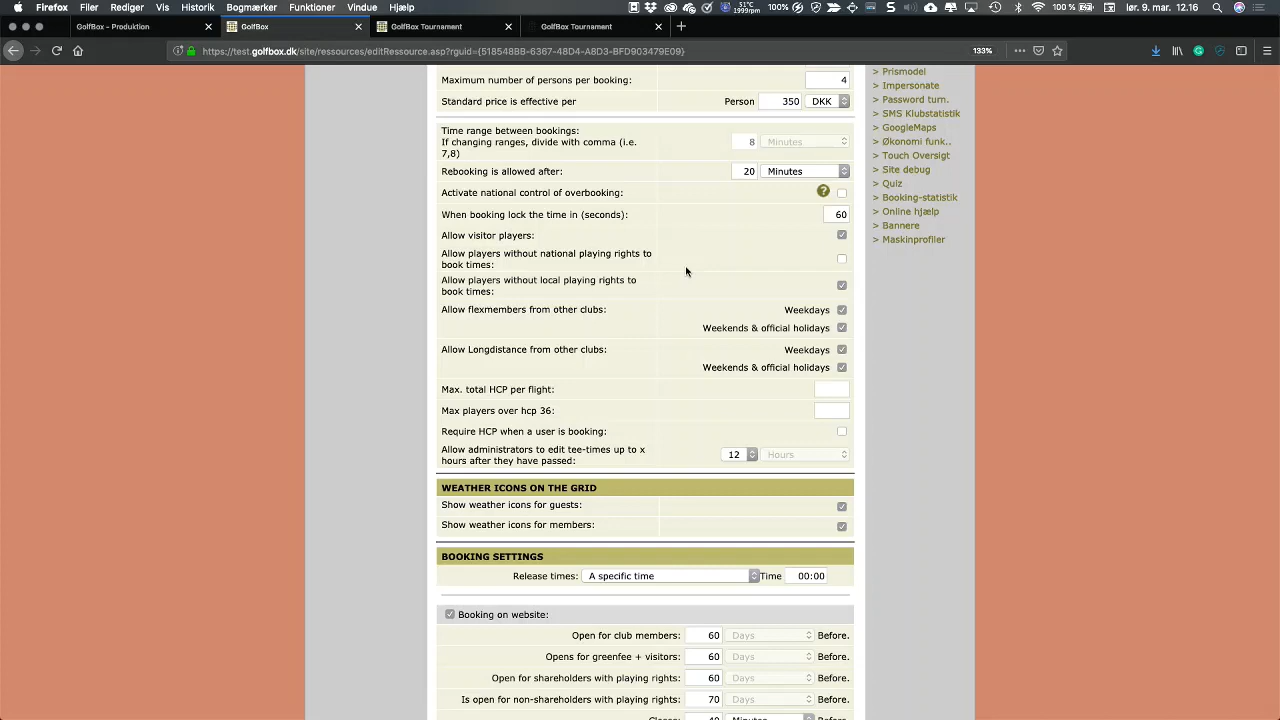 Firefox Filer Rediger Vis Historik Bogmærker Funktioner Vindue Hjælp 1999rpm 100% lør. 9. mar. 12.10
GolfBox - Produktion GolfBox GolfBox Tournament GolfBox Tournament
https://test.golfbox.dk/site/ressources/editRessource.asp?rguid={518548BB-6367-48D4-A8D3-BFD903479E09} 133%
Maximum number of persons per booking: 4
Standard price is effective per Person 350 DKK
Time range between bookings:
If changing ranges, divide with comma (i.e. 8 Minutes
7,8)
Rebooking is allowed after: 20 Minutes
Activate national control of overbooking: ?
When booking lock the time in (seconds): 60
Allow visitor players:
Allow players without national playing rights to
book times:
Allow players without local playing rights to
book times:
Allow flexmembers from other clubs: Weekdays
Weekends & official holidays
Allow Longdistance from other clubs: Weekdays
Weekends & official holidays
Max. total HCP per flight:
Max players over hcp 36:
Require HCP when a user is booking:
Allow administrators to edit tee-times up to x 12 Hours
hours after they have passed:
WEATHER ICONS ON THE GRID
Show weather icons for guests:
Show weather icons for members:
BOOKING SETTINGS
Release times: A specific time Time 00:00
Booking on website:
Open for club members: 60 Days Before.
Opens for greenfee + visitors: 60 Days Before.
Open for shareholders with playing rights: 60 Days Before.
Is open for non-shareholders with playing rights: 70 Days Before.
> Prismodel
> Impersonate
> Password turn.
> SMS Klubstatistik
> GoogleMaps
> Økonomi funk..
> Touch Oversigt
> Site debug
> Quiz
> Booking-statistik
> Online hjælp
> Bannere
> Maskinprofiler